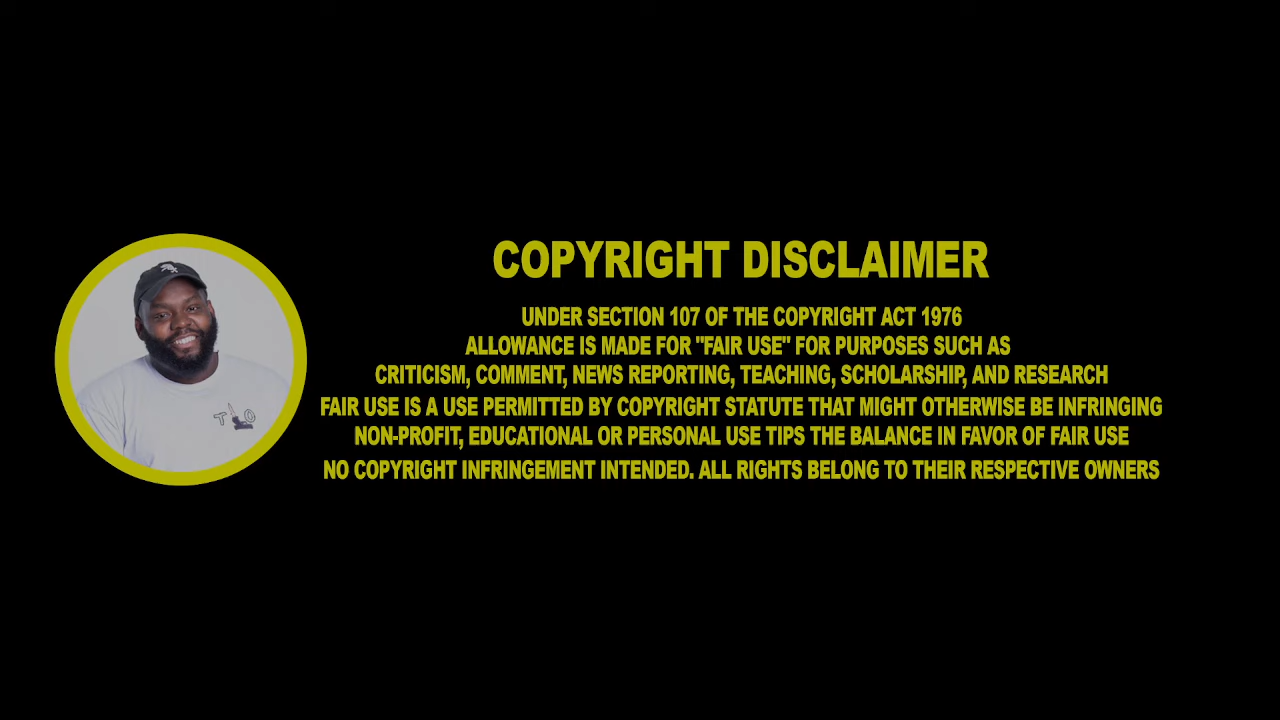 COPYRIGHT DISCLAIMER
UNDER SECTION 107 OF THE COPYRIGHT ACT 1976
ALLOWANCE IS MADE FOR "FAIR USE" FOR PURPOSES SUCH AS
CRITICISM, COMMENT, NEWS REPORTING, TEACHING, SCHOLARSHIP, AND RESEARCH
FAIR USE IS A USE PERMITTED BY COPYRIGHT STATUTE THAT MIGHT OTHERWISE BE INFRINGING
NON-PROFIT, EDUCATIONAL OR PERSONAL USE TIPS THE BALANCE IN FAVOR OF FAIR USE
NO COPYRIGHT INFRINGEMENT INTENDED. ALL RIGHTS BELONG TO THEIR RESPECTIVE OWNERS